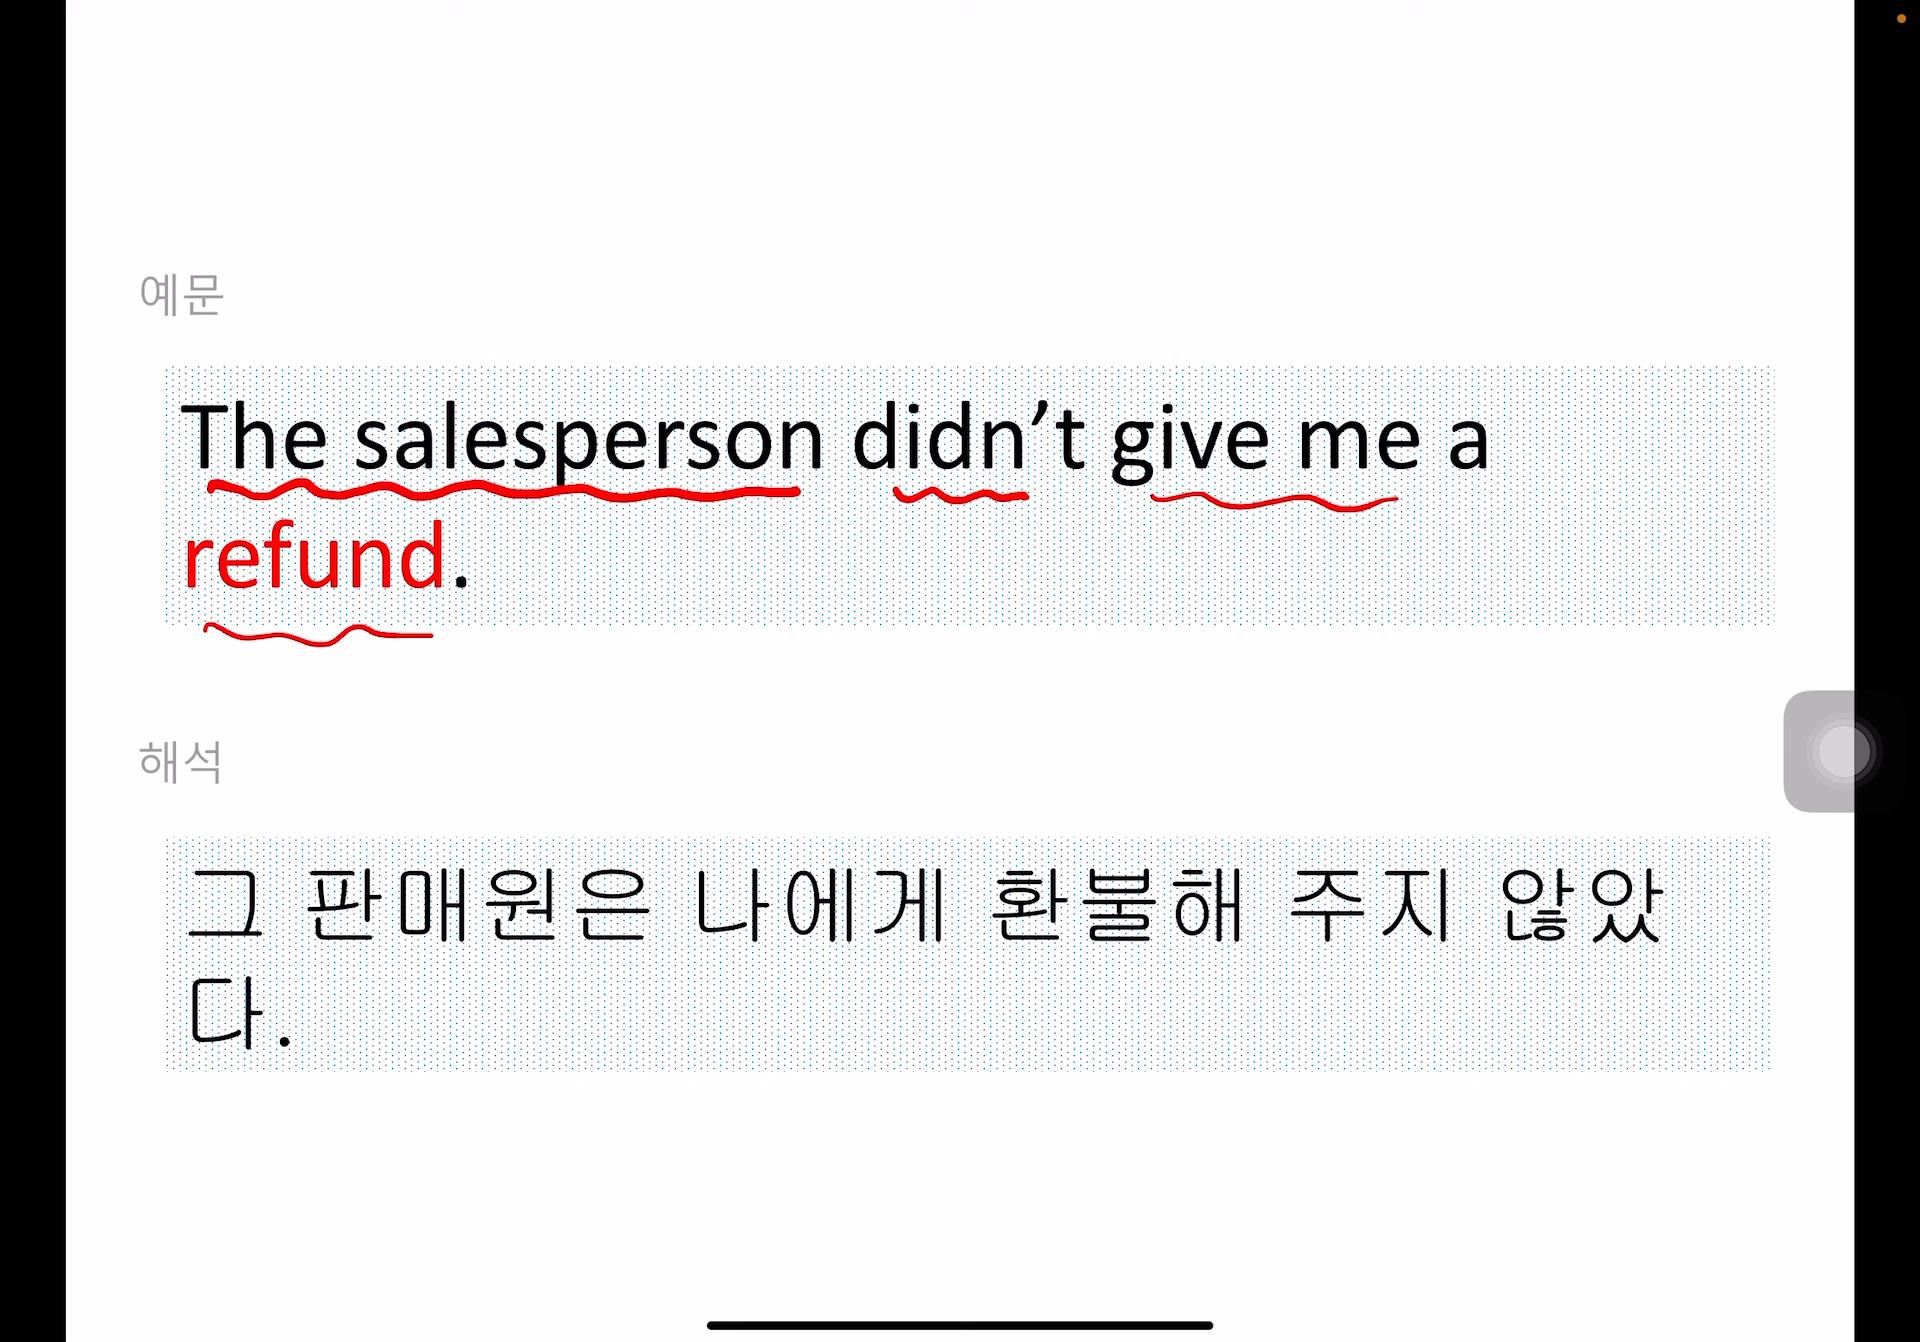 예문
The salesperson didn’t give me a
refund.
해석
그 판매원은 나에게 환불해 주지 않았
다.